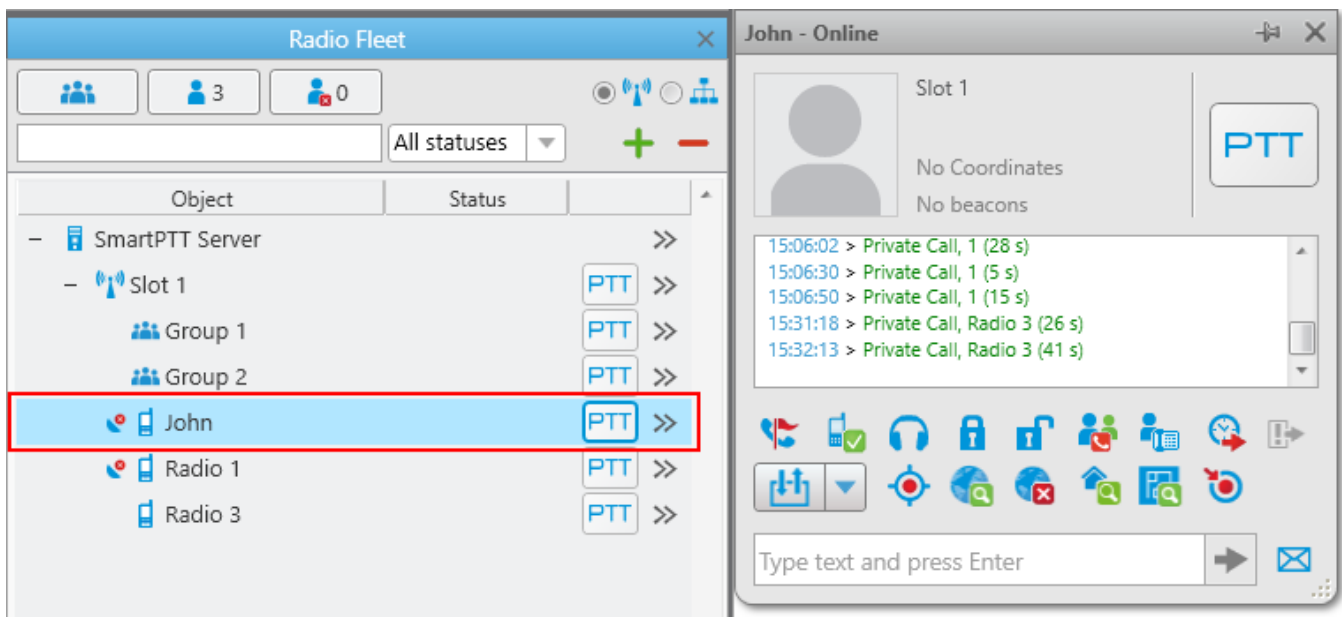 Radio Fleet
3
0
All statuses
Object Status
SmartPTT Server
Slot 1 PTT
Group 1 PTT
Group 2 PTT
John PTT
Radio 1 PTT
Radio 3 PTT
John - Online
Slot 1
PTT
No Coordinates
No beacons
15:06:02 > Private Call, 1 (28 s)
15:06:30 > Private Call, 1 (5 s)
15:06:50 > Private Call, 1 (15 s)
15:31:18 > Private Call, Radio 3 (26 s)
15:32:13 > Private Call, Radio 3 (41 s)
Type text and press Enter